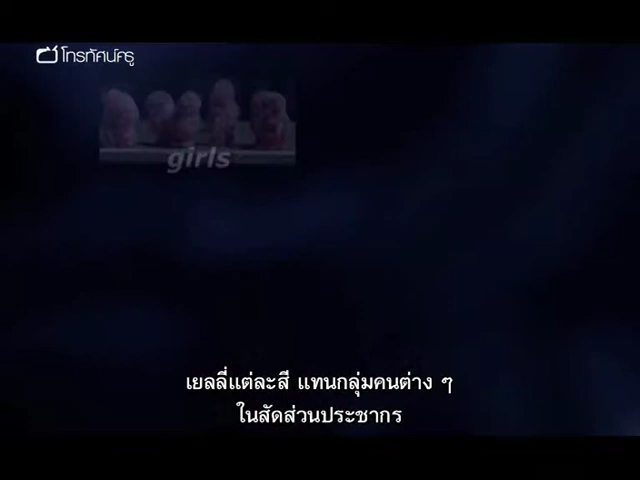 โทรทัศน์ครู
girls
เยลลี่แต่ละสี แทนกลุ่มคนต่าง ๆ
ในสัดส่วนประชากร